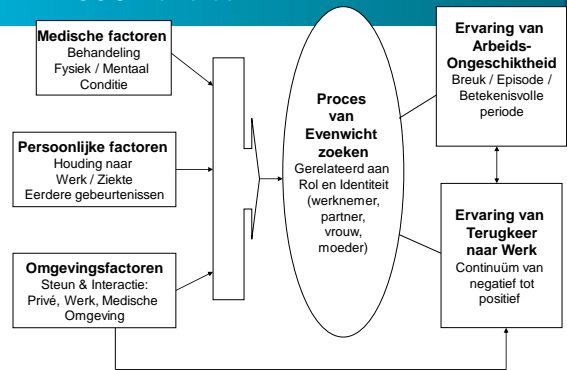 Medische factoren
Behandeling
Fysiek / Mentaal
Conditie
Persoonlijke factoren
Houding naar
Werk / Ziekte
Eerdere gebeurtenissen
Omgevingsfactoren
Steun & Interactie:
Privé, Werk, Medische
Omgeving
Proces
van
Evenwicht
zoeken
Gerelateerd aan
Rol en Identiteit
(werknemer,
partner,
vrouw,
moeder)
Ervaring van
Arbeids-
Ongeschiktheid
Breuk / Episode /
Betekenisvolle
periode
Ervaring van
Terugkeer
naar Werk
Continuüm van
negatief tot
positief